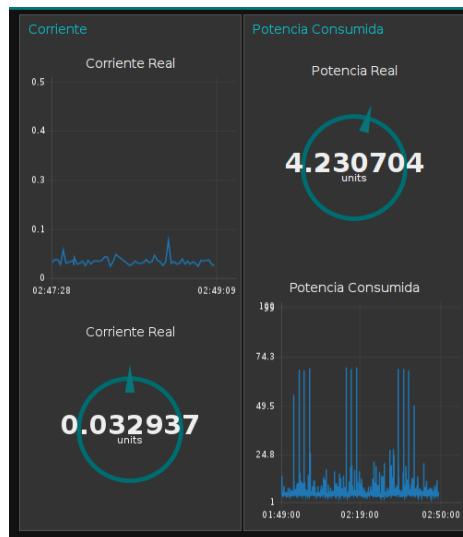 Corriente
Corriente Real
0.5
0.4
0.3
0.1
0
02:47:28 02:49:09
Corriente Real
0.032937
units
Potencia Consumida
Potencia Real
4.230704
units
Potencia Consumida
74.3
49.5
24.8
1
01:49:00 02:19:00 02:50:00